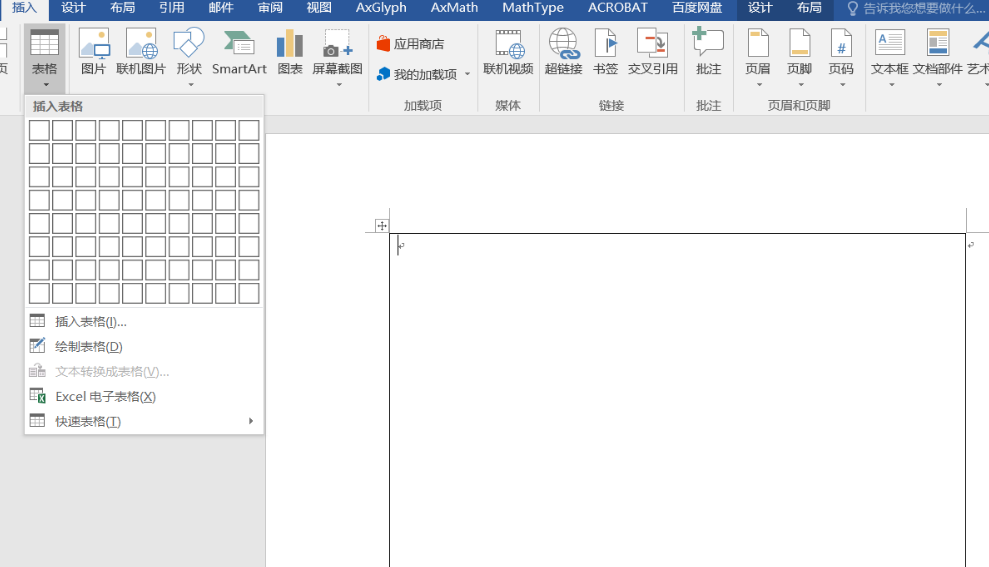 插入 设计 布局 引用 邮件 审阅 视图 AxGlyph AxMath MathType ACROBAT 百度网盘 设计 布局 告诉我您想要做什么...
页 表格 图片 联机图片 形状 SmartArt 图表 屏幕截图 应用商店 我的加载项 联机视频 超链接 书签 交叉引用 批注 页眉 页脚 页码 文本框 文档部件 艺术
加载项 媒体 链接 批注 页眉和页脚
插入表格
插入表格(I)...
绘制表格(D)
文本转换成表格(V)...
Excel 电子表格(X)
快速表格(T)